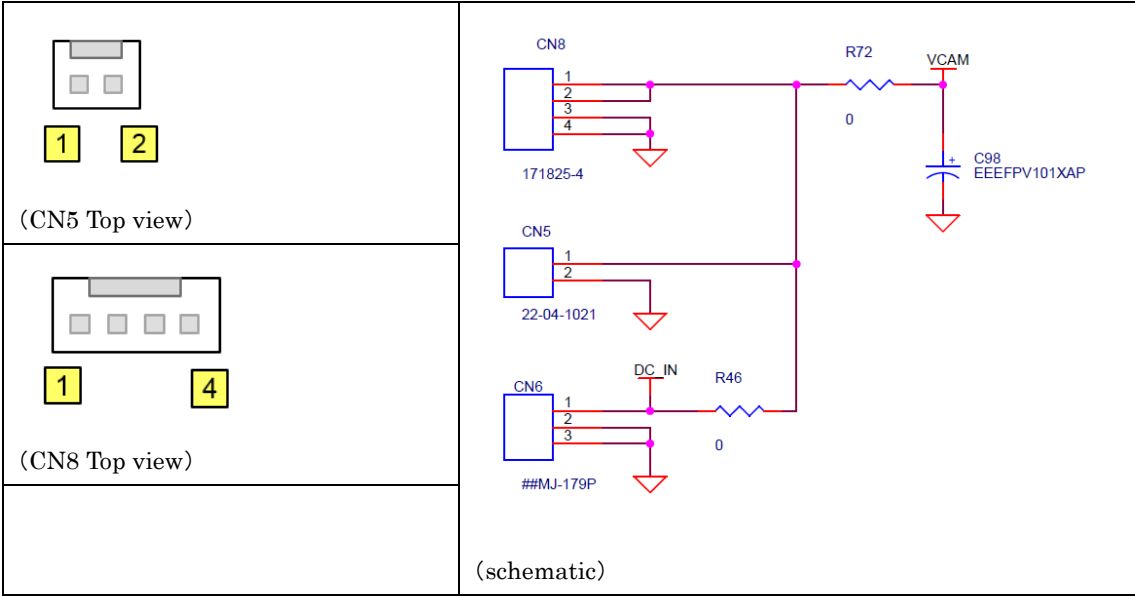 1
2
（CN5 Top view）
1
4
（CN8 Top view）
CN8
1
2
3
4
171825-4
R72
0
VCAM
+
C98
EEEFPV101XAP
CN5
1
2
22-04-1021
CN6
1
2
3
##MJ-179P
DC_IN
R46
0
（schematic）